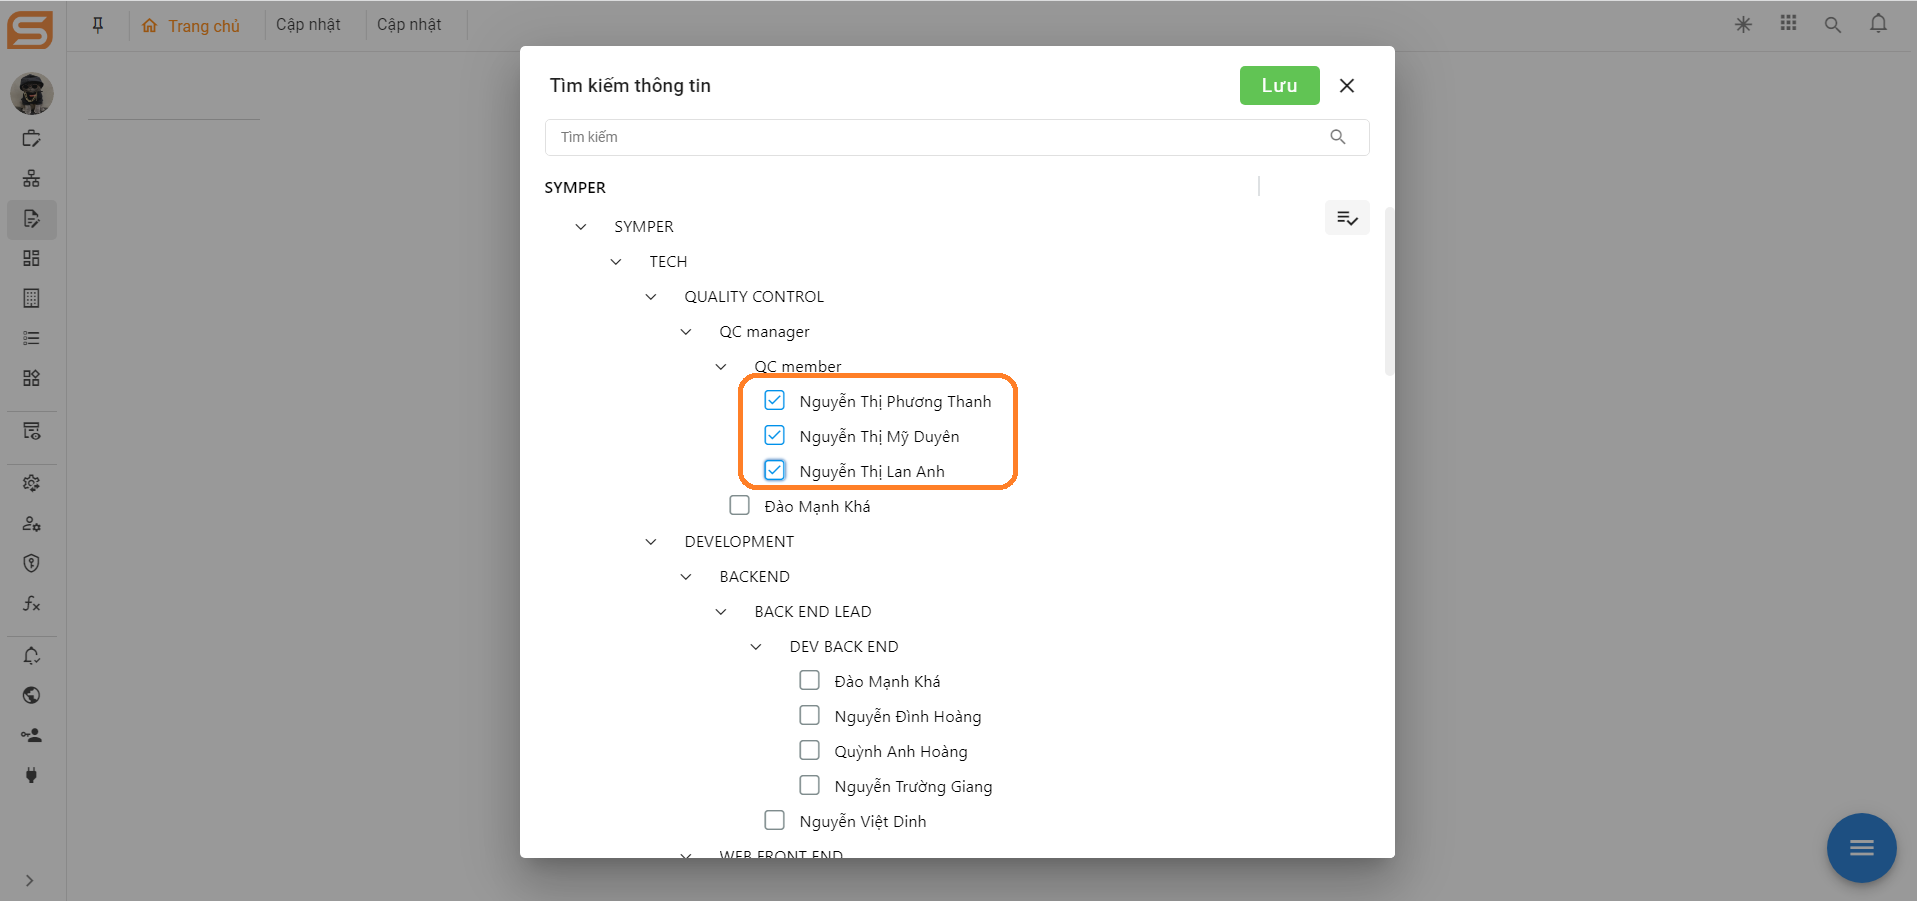 Trang chủ
Cập nhật
Cập nhật
Tìm kiếm thông tin
Lưu
Tìm kiếm
SYMPER
SYMPER
TECH
QUALITY CONTROL
QC manager
QC member
Nguyễn Thị Phương Thanh
Nguyễn Thị Mỹ Duyên
Nguyễn Thị Lan Anh
Đào Mạnh Khá
DEVELOPMENT
BACKEND
BACK END LEAD
DEV BACK END
Đào Mạnh Khá
Nguyễn Đình Hoàng
Quỳnh Anh Hoàng
Nguyễn Trường Giang
Nguyễn Việt Dinh
WEB FRONT END